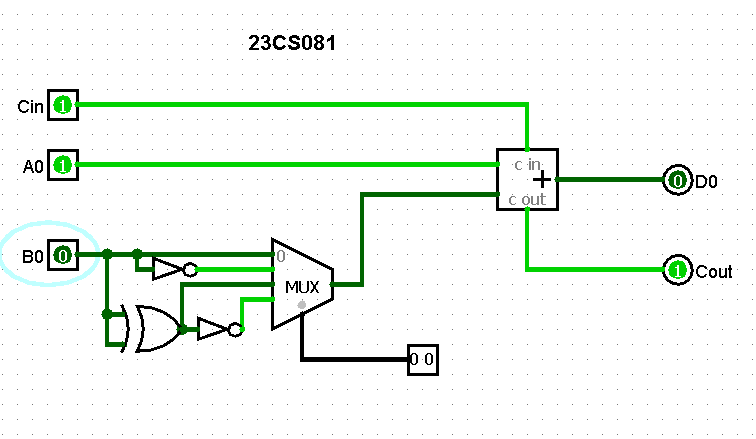 23CS081
Cin 1
A0 1
c in
+
c out
0 D0
B0 0
0
MUX
1 Cout
0 0